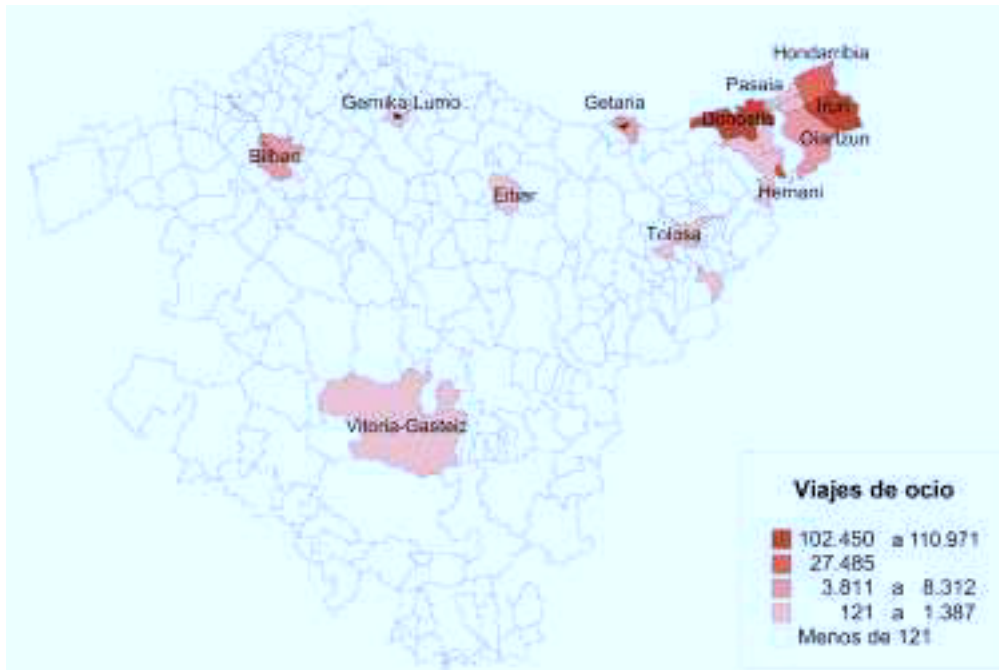 Hondarribia
Pasaia
Gernika-Lumo
Getaria
Donostia
Irun
Oiartzun
Bilbao
Eibar
Hernani
Tolosa
Vitoria-Gasteiz
Viajes de ocio
102.450 a 110.971
27.485
3.811 a 8.312
121 a 1.387
Menos de 121